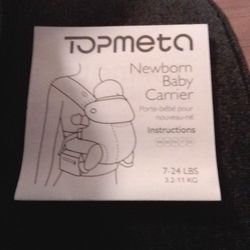 TOPMETA
Newborn
Baby
Carrier
Porte-bébé pour
nouveau-né
Instructions
7-24 LBS
3.2-11 KG